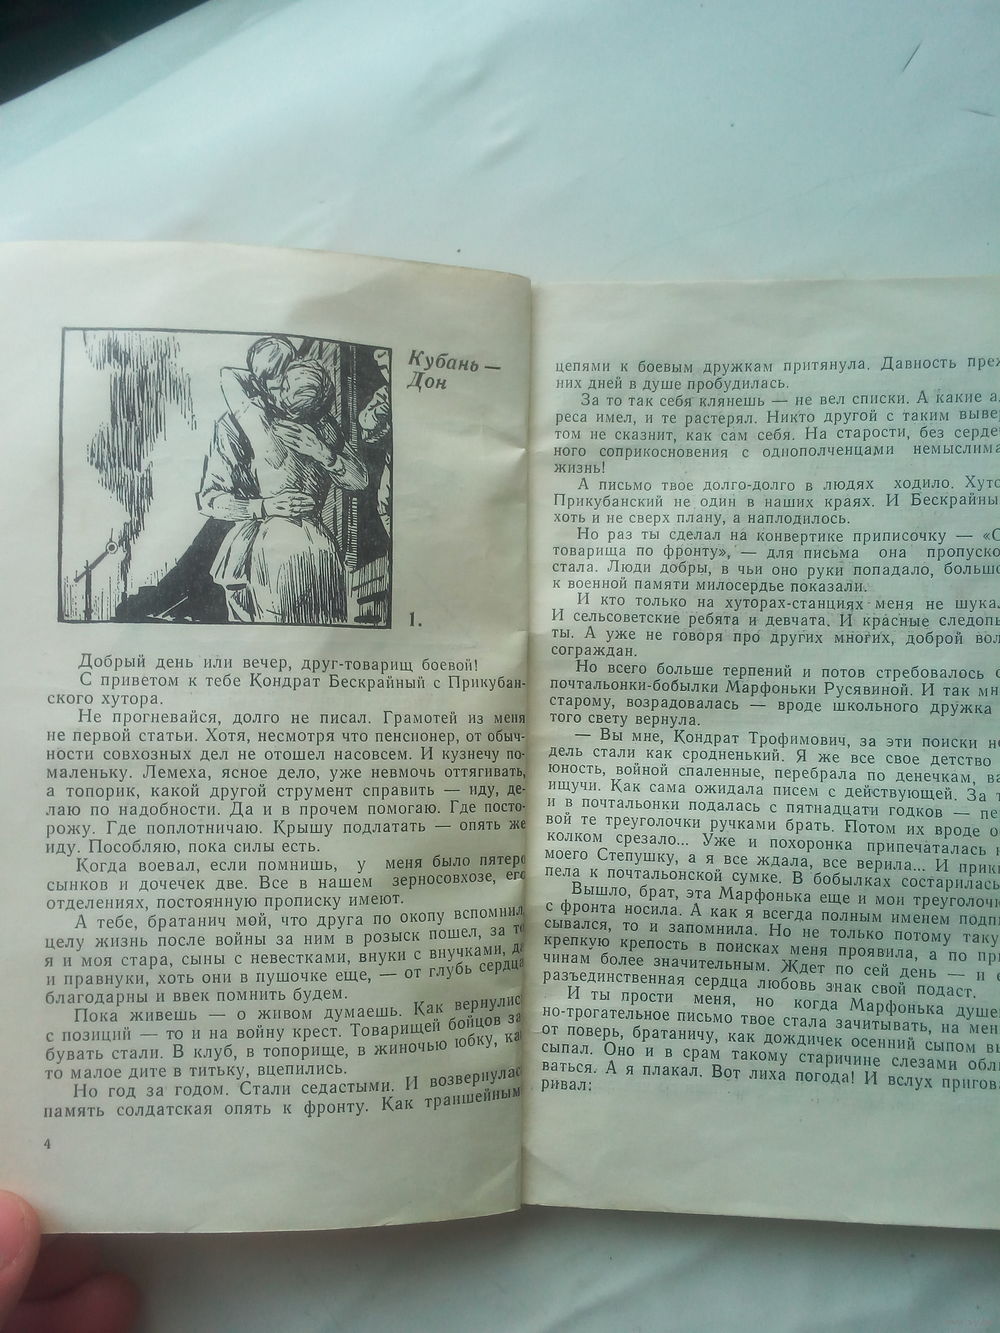 Кубань —
Дон
1.
Добрый день или вечер, друг-товарищ боевой!
С приветом к тебе Кондрат Бескрайный с Прикубан-
ского хутора.
Не прогневайся, долго не писал. Грамотей из меня
не первой статьи. Хотя, несмотря что пенсионер, от обыч-
ности совхозных дел не отошел насовсем. И кузнечу по-
маленьку. Лемеха, ясное дело, уже невмочь оттягивать,
а топорик, какой другой струмент справить — иду, де-
лаю по надобности. Да и в прочем помогаю. Где посто-
рожу. Где поплотничаю. Крышу подлатать — опять же
иду. Пособляю, пока силы есть.
Когда воевал, если помнишь, у меня было пятеро
сынков и дочечек две. Все в нашем зерносовхозе, его
отделениях, постоянную прописку имеют.
А тебе, братанич мой, что друга по окопу вспомнил,
целу жизнь после войны за ним в розыск пошел, за то
я и моя стара, сыны с невестками, внуки с внучками, да
и правнуки, хоть они в пушочке еще, — от глубь сердца
благодарны и ввек помнить будем.
Пока живешь — о живом думаешь. Как вернулис
с позиций — то и на войну крест. Товарищей бойцов за
бувать стали. В клуб, в топорище, в жиночью юбку, ка
то малое дите в титьку, вцепились.
Но год за годом. Стали седастыми. И возвернулас
память солдатская опять к фронту. Как траншейным
4
цепями к боевым дружкам притянула. Давность преж
них дней в душе пробудилась.
За то так себя клянешь — не вел списки. А какие а
реса имел, и те растерял. Никто другой с таким выве
том не сказнит, как сам себя. На старости, без серде
ного соприкосновения с однополченцами немыслима
жизнь!
А письмо твое долго-долго в людях ходило. Хуто
Прикубанский не один в наших краях. И Бескрайны
хоть и не сверх плану, а наплодилось.
Но раз ты сделал на конвертике приписочку — «О
товарища по фронту», — для письма она пропуско
стала. Люди добры, в чьи оно руки попадало, больш
к военной памяти милосердье показали.
И кто только на хуторах-станциях меня не шукал
И сельсоветские ребята и девчата. И красные следопы
ты. А уже не говоря про других многих, доброй вол
сограждан.
Но всего больше терпений и потов стребовалось с
почтальонки-бобылки Марфоньки Русявиной. И так мн
старому, возрадовалась — вроде школьного дружка
того свету вернула.
— Вы мне, Кондрат Трофимович, за эти поиски не
дель стали как сродненький. Я же все свое детство
юность, войной спаленные, перебрала по денечкам, ва
ищучи. Как сама ожидала писем с действующей. За т
и в почтальонки подалась с пятнадцати годков — пе
вой те треуголочки ручками брать. Потом их вроде о
колком срезало... Уже и похоронка припечаталась н
моего Степушку, а я все ждала, все верила... И прик
пела к почтальонской сумке. В бобылках состарилась
Вышло, брат, эта Марфонька еще и мои треуголочк
с фронта носила. А как я всегда полным именем подпи
сывался, то и запомнила. Но не только потому таку
крепкую крепость в поисках меня проявила, а по при
чинам более значительным. Ждет по сей день — и с
разъединственная сердца любовь знак свой подаст.
И ты прости меня, но когда Марфонька душе
но-трогательное письмо твое стала зачитывать, на мен
от поверь, братаничу, как дождичек осенний сыпом вы
сыпал. Оно и в срам такому старичине слезами обли
ваться. А я плакал. Вот лиха погода! И вслух пригова
ривал: